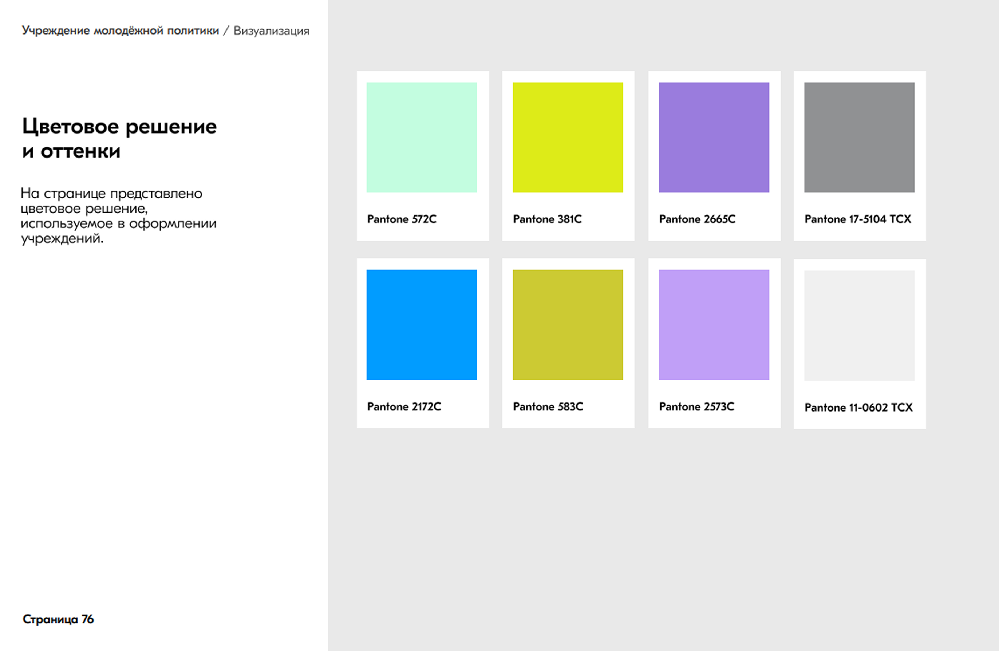 Учреждение молодёжной политики / Визуализация
Цветовое решение
и оттенки
На странице представлено
цветовое решение,
используемое в оформлении
учреждений.
Pantone 572C
Pantone 381C
Pantone 2665C
Pantone 17-5104 TCX
Pantone 2172C
Pantone 583C
Pantone 2573C
Pantone 11-0602 TCX
Страница 76